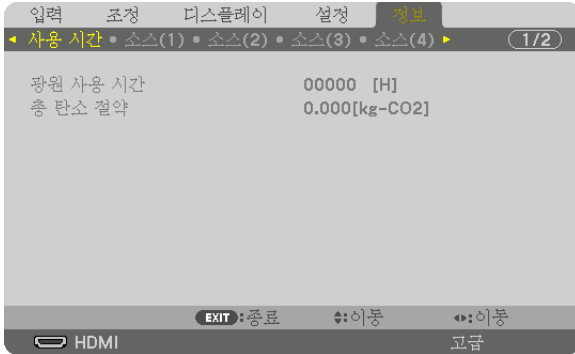 입력 조정 디스플레이 설정 정보
◂ 사용 시간 • 소스(1) • 소스(2) • 소스(3) • 소스(4) ▸ 1/2
광원 사용 시간 00000 [H]
총 탄소 절약 0.000[kg-CO2]
EXIT:종료 ♦:이동 ◂▸:이동
HDMI 고급